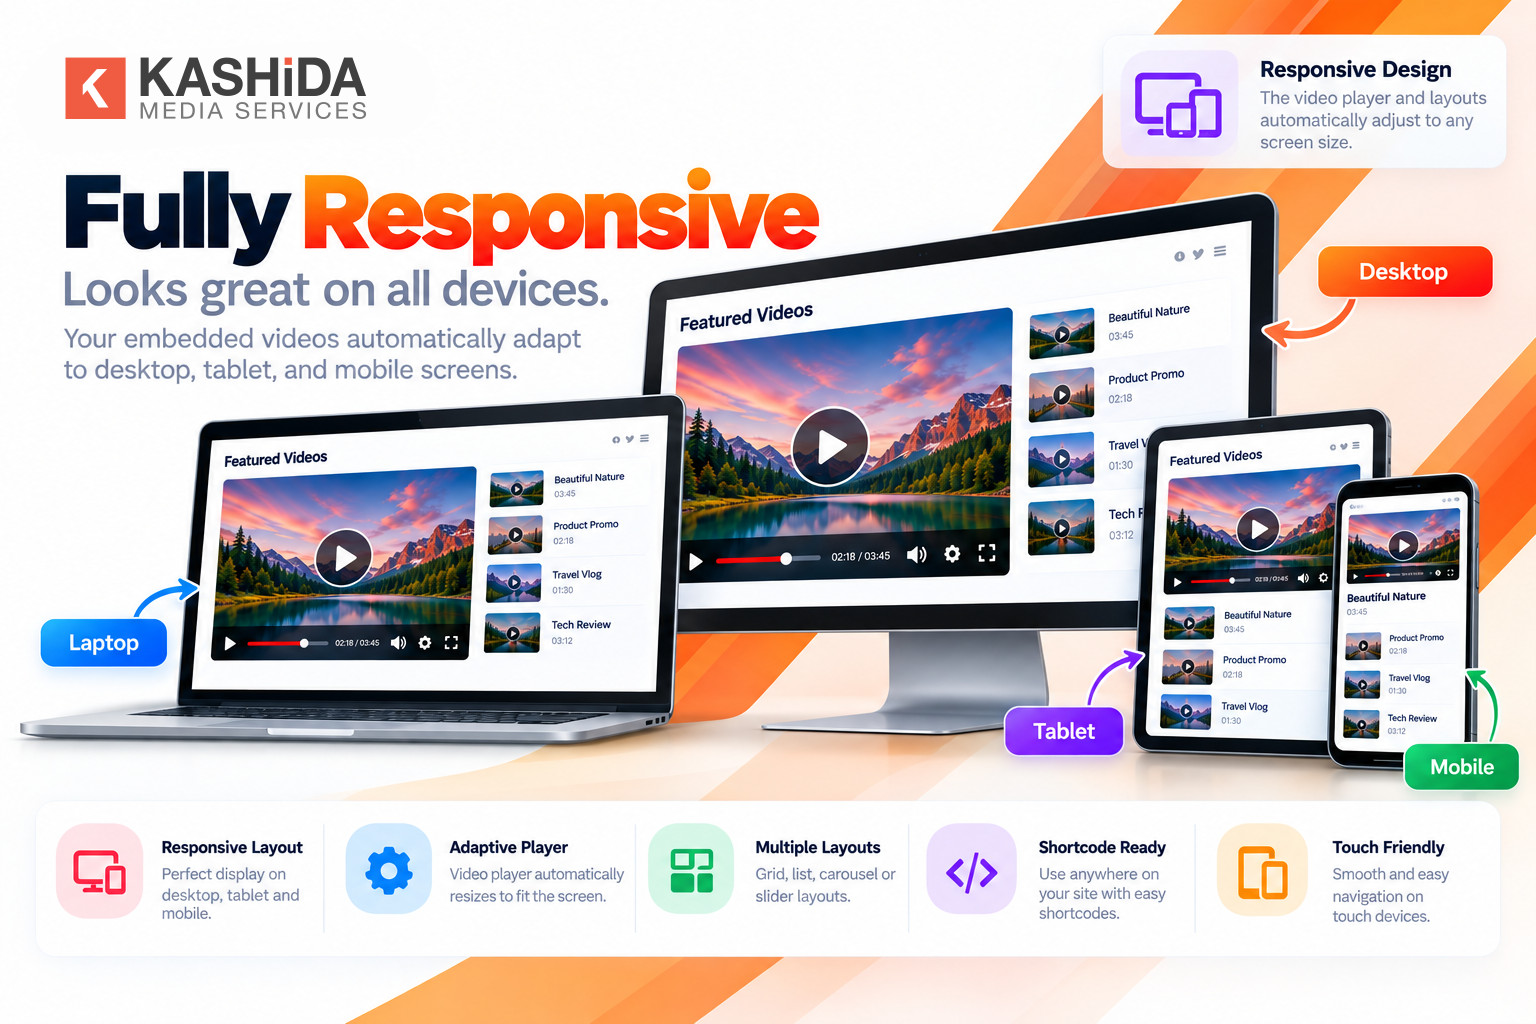 KASHiDA
MEDIA SERVICES
Responsive Design
The video player and layouts
automatically adjust to any
screen size.
Fully Responsive
Looks great on all devices.
Your embedded videos automatically adapt
to desktop, tablet, and mobile screens.
Desktop
Featured Videos
Beautiful Nature
03:45
Product Promo
02:18
Travel V
01:30
Tech
03:12
02:18 / 03:45
Laptop
Featured Videos
Beautiful Nature
03:45
Product Promo
02:18
Travel Vlog
01:30
Tech Review
03:12
02:18 / 03:45
Tablet
Featured Videos
02:18 / 03:45
Beautiful Nature
03:45
Product Promo
02:18
Travel Vlog
01:30
Mobile
Beautiful Nature
03:45
Product Promo
02:18
Travel Vlog
01:30
Tech Review
03:12
Responsive Layout
Perfect display on
desktop, tablet and
mobile.
Adaptive Player
Video player automatically
resizes to fit the screen.
Multiple Layouts
Grid, list, carousel or
slider layouts.
Shortcode Ready
Use anywhere on
your site with easy
shortcodes.
Touch Friendly
Smooth and easy
navigation on
touch devices.